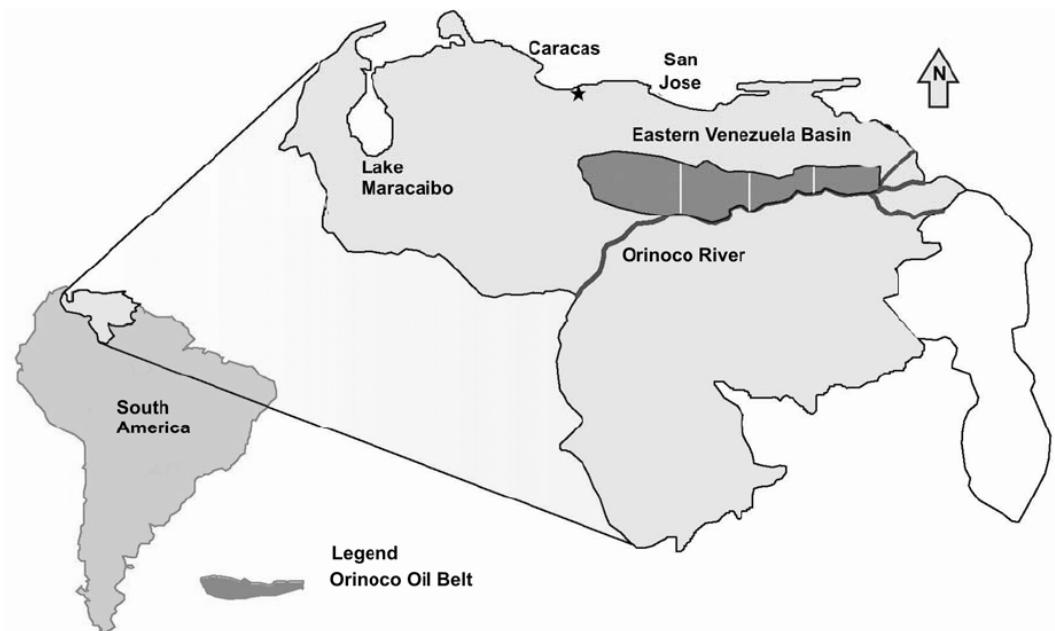 Caracas
San
Jose
N
Eastern Venezuela Basin
Lake
Maracaibo
Orinoco River
South
America
Legend
Orinoco Oil Belt